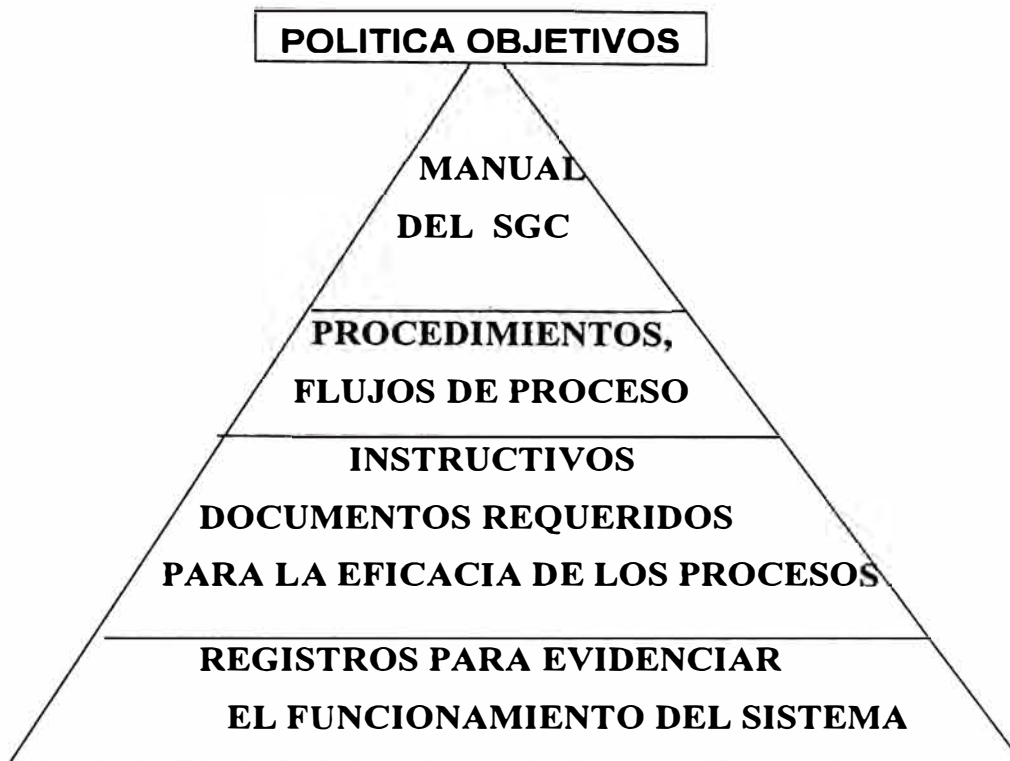 POLITICA OBJETIVOS
MANUAL
DEL SGC
PROCEDIMIENTOS,
FLUJOS DE PROCESO
INSTRUCTIVOS
DOCUMENTOS REQUERIDOS
PARA LA EFICACIA DE LOS PROCESOS
REGISTROS PARA EVIDENCIAR
EL FUNCIONAMIENTO DEL SISTEMA